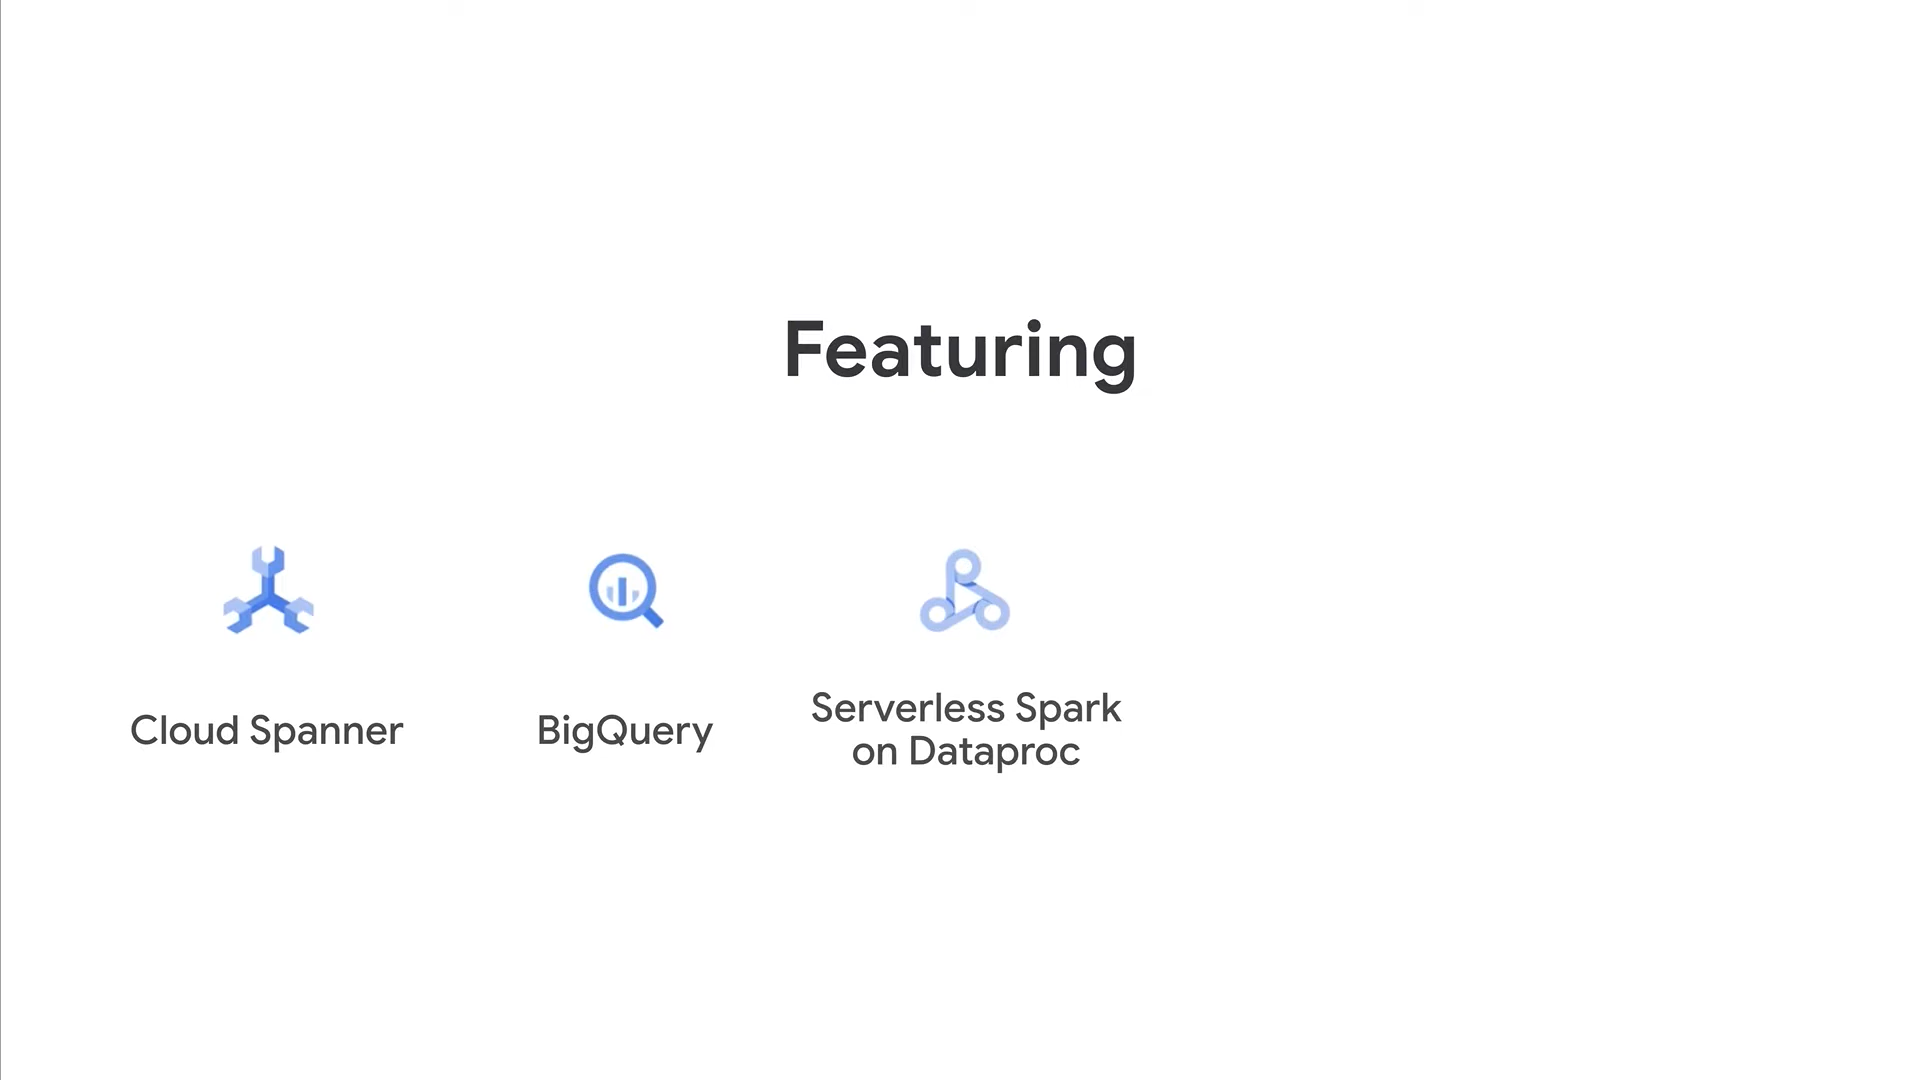 Featuring
Cloud Spanner
BigQuery
Serverless Spark
on Dataproc